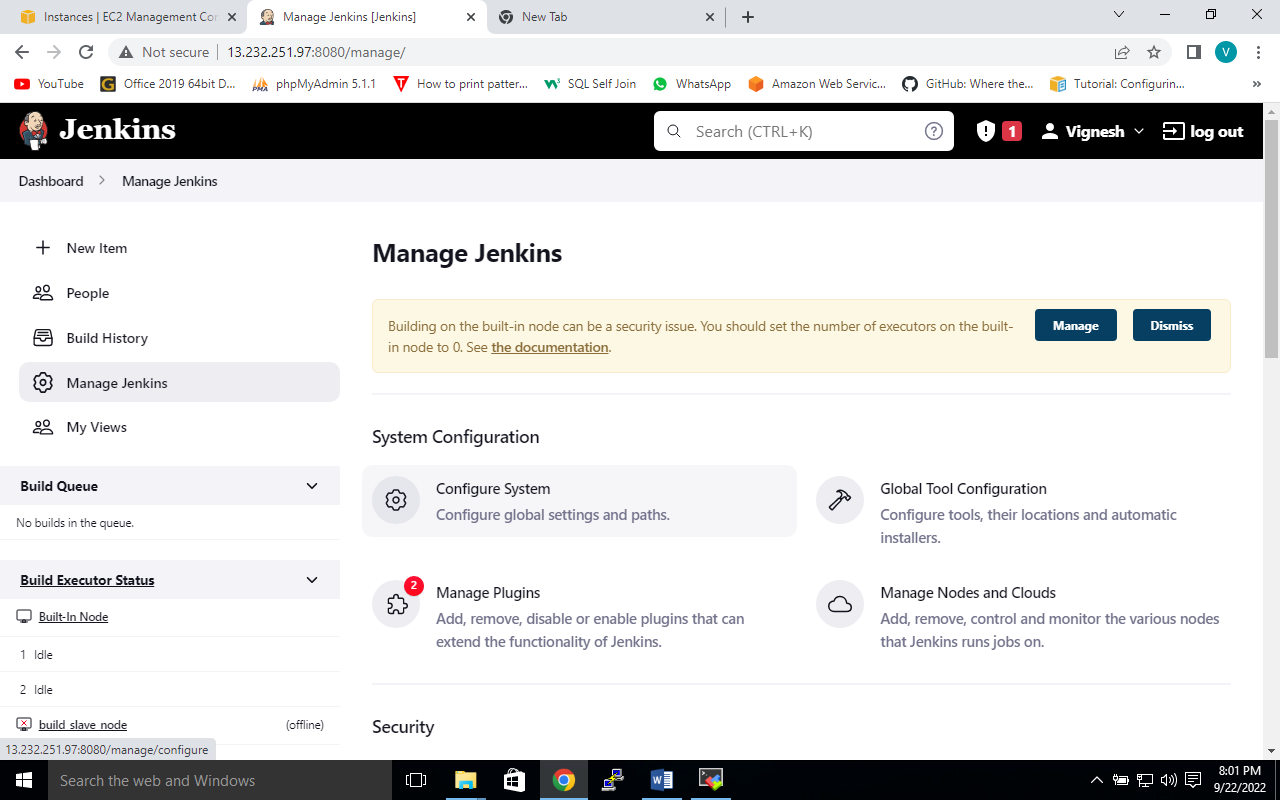 Instances | EC2 Management Con
Manage Jenkins [Jenkins]
New Tab
Not secure
13.232.251.97:8080/manage/
V
YouTube
Office 2019 64bit D...
phpMyAdmin 5.1.1
How to print patter...
SQL Self Join
WhatsApp
Amazon Web Servic...
GitHub: Where the...
Tutorial: Configurin...
Jenkins
Search (CTRL+K)
1
Vignesh
log out
Dashboard
Manage Jenkins
New Item
People
Build History
Manage Jenkins
My Views
Build Queue
No builds in the queue.
Build Executor Status
Built-In Node
1 Idle
2 Idle
build_slave_node
(offline)
13.232.251.97:8080/manage/configure
Manage Jenkins
Building on the built-in node can be a security issue. You should set the number of executors on the built-
in node to 0. See the documentation.
Manage
Dismiss
System Configuration
Configure System
Configure global settings and paths.
Global Tool Configuration
Configure tools, their locations and automatic
installers.
2
Manage Plugins
Add, remove, disable or enable plugins that can
extend the functionality of Jenkins.
Manage Nodes and Clouds
Add, remove, control and monitor the various nodes
that Jenkins runs jobs on.
Security
Search the web and Windows
8:01 PM
9/22/2022